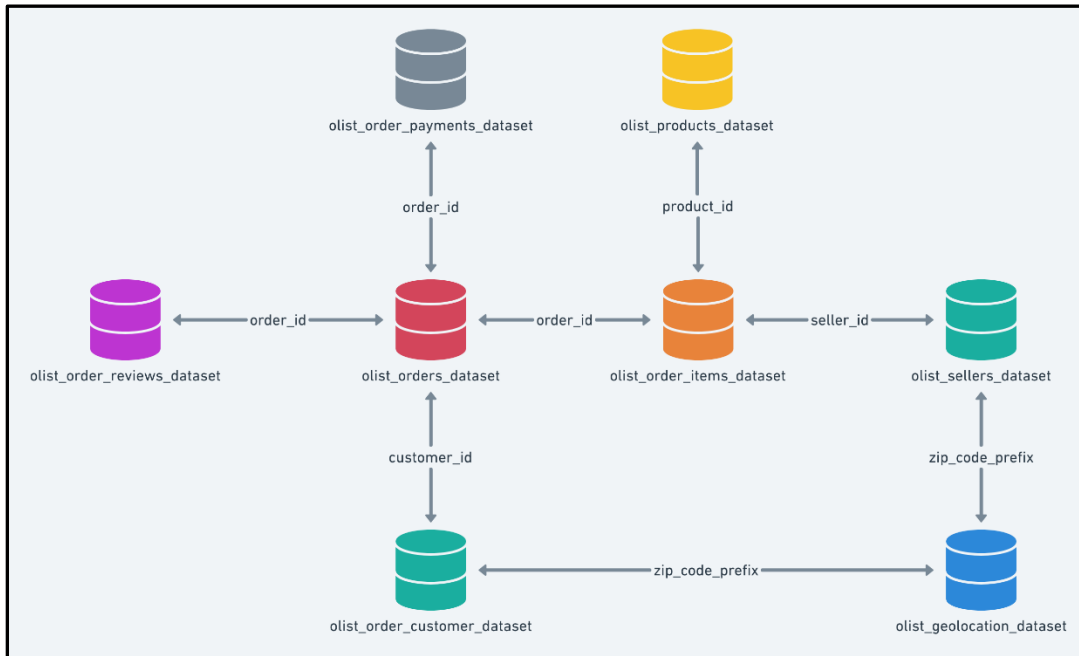 olist_order_payments_dataset
olist_products_dataset
order_id
product_id
order_id
order_id
seller_id
olist_order_reviews_dataset
olist_orders_dataset
olist_order_items_dataset
olist_sellers_dataset
customer_id
zip_code_prefix
zip_code_prefix
olist_order_customer_dataset
olist_geolocation_dataset